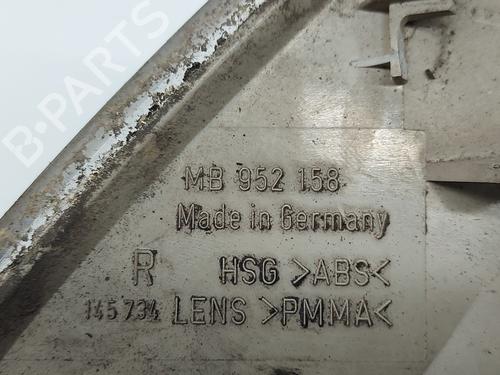 B-PARTS
MB 952 158
Made in Germany
R HSG >ABS<
145 734 LENS >PMMA<